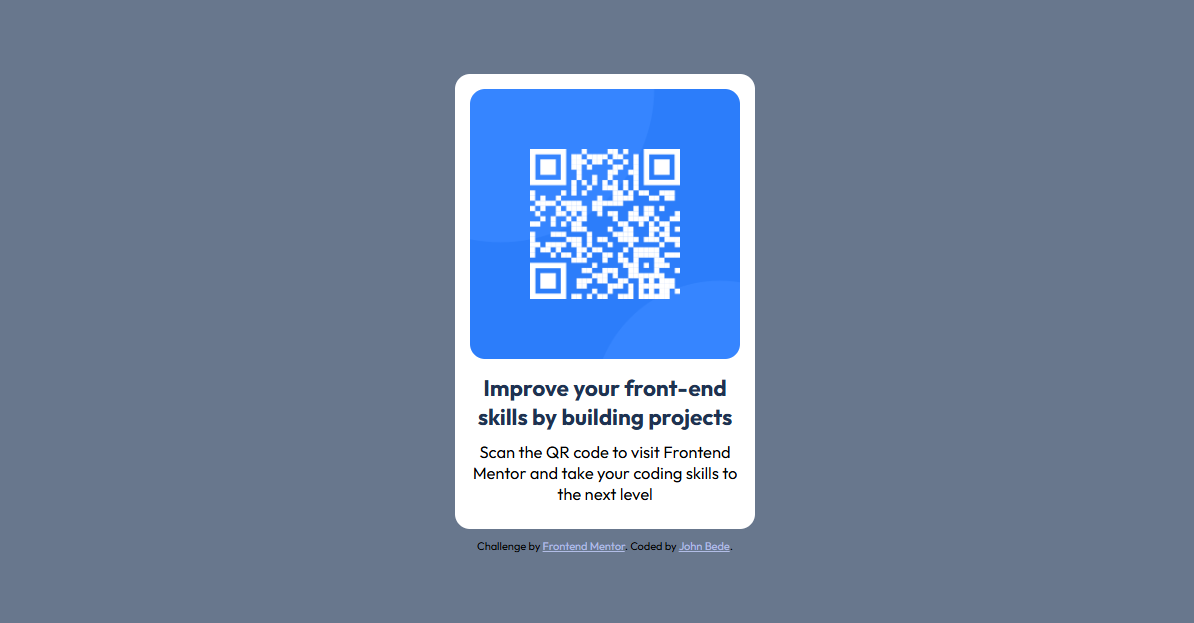 Improve your front-end
skills by building projects
Scan the QR code to visit Frontend
Mentor and take your coding skills to
the next level
Challenge by Frontend Mentor. Coded by John Bede.